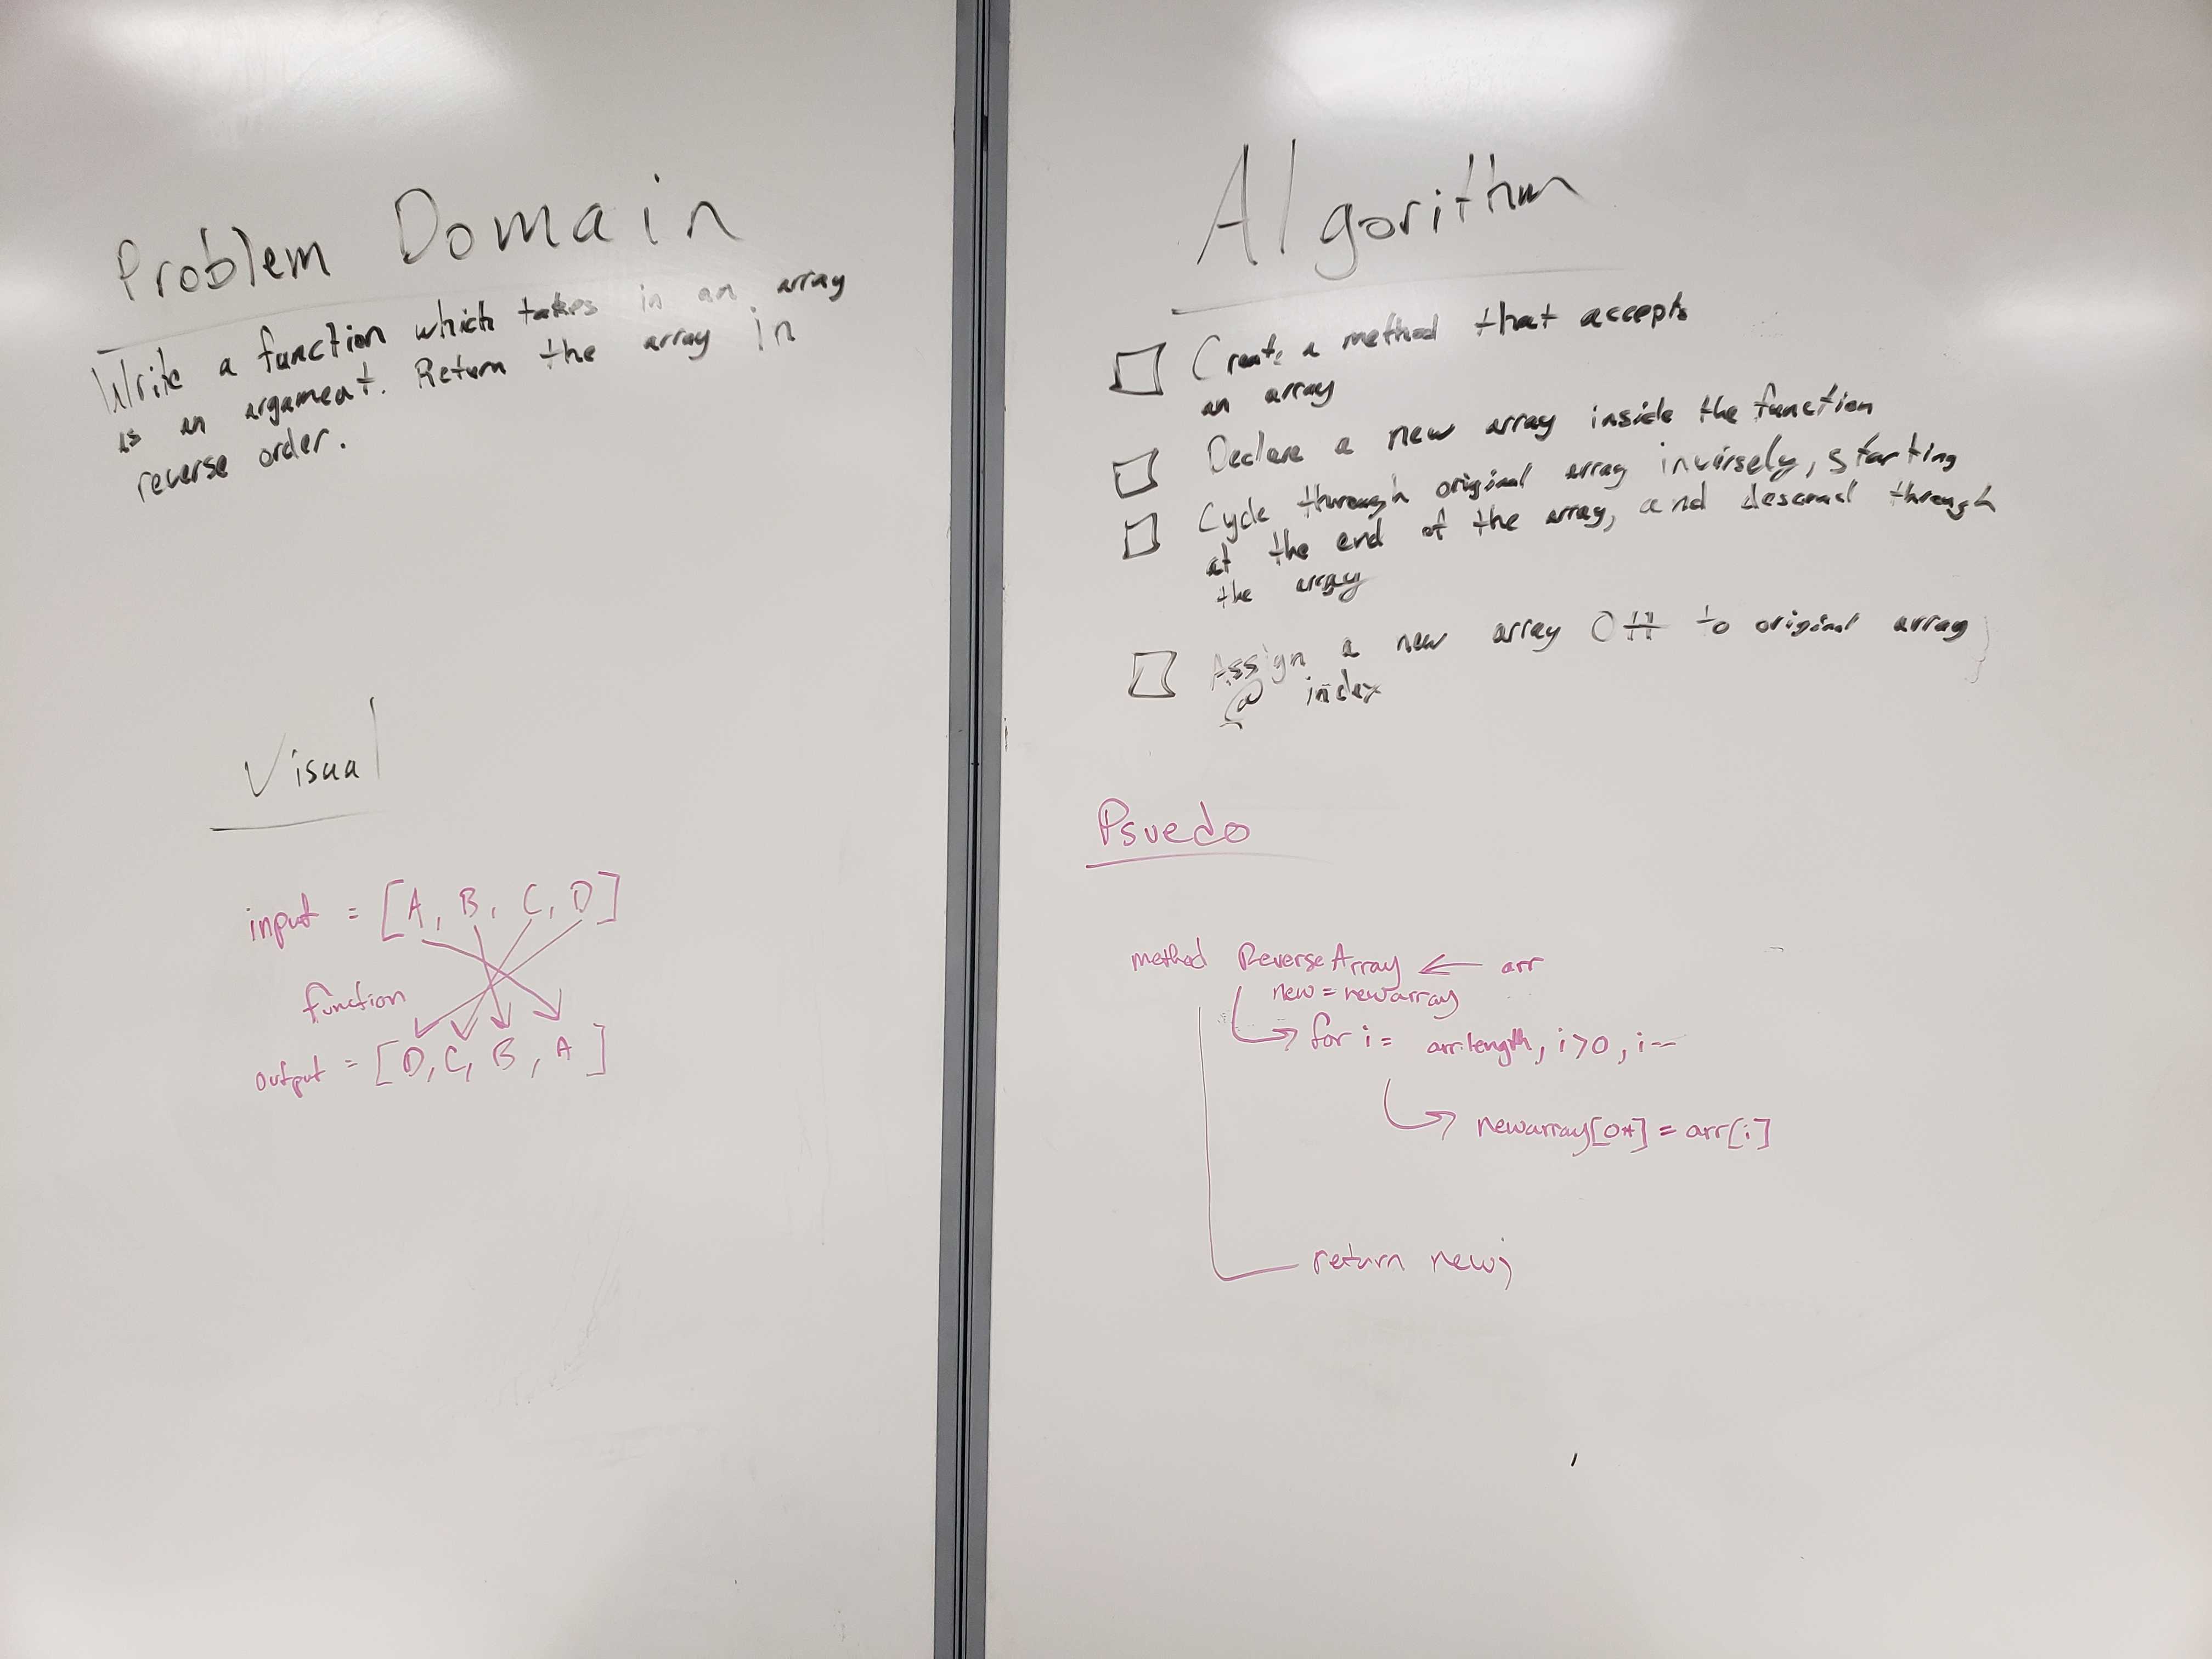 Problem Domain
Write a function which takes in an array
is an argument. Return the array in
reverse order.
Visual
input = [A, B, C, D]
function
output = [D, C, B, A]
Algorithm
Create a method that accepts
an array
Declare a new array inside the function
Cycle through original array inversely, starting
at the end of the array, and descend through
the array
Assign a new array 0++ to original array
@ index
Psuedo
method ReverseArray ← arr
new = newarray
for i = arr.length, i>0, i--
newarray[0+] = arr[i]
return new;